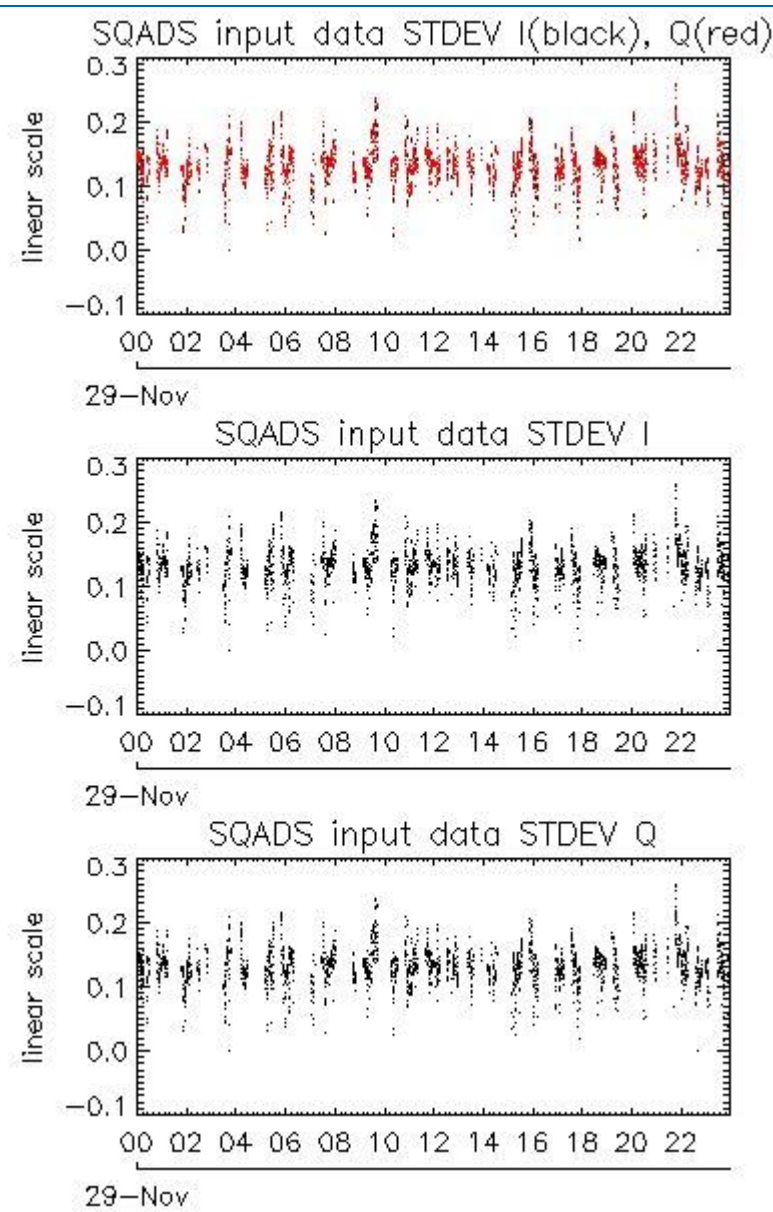 SQADS input data STDEV I(black), Q(red)
0.3
0.2
0.1
0.0
−0.1
linear scale
00 02 04 06 08 10 12 14 16 18 20 22
29−Nov
SQADS input data STDEV I
0.3
0.2
0.1
0.0
−0.1
linear scale
00 02 04 06 08 10 12 14 16 18 20 22
29−Nov
SQADS input data STDEV Q
0.3
0.2
0.1
0.0
−0.1
linear scale
00 02 04 06 08 10 12 14 16 18 20 22
29−Nov